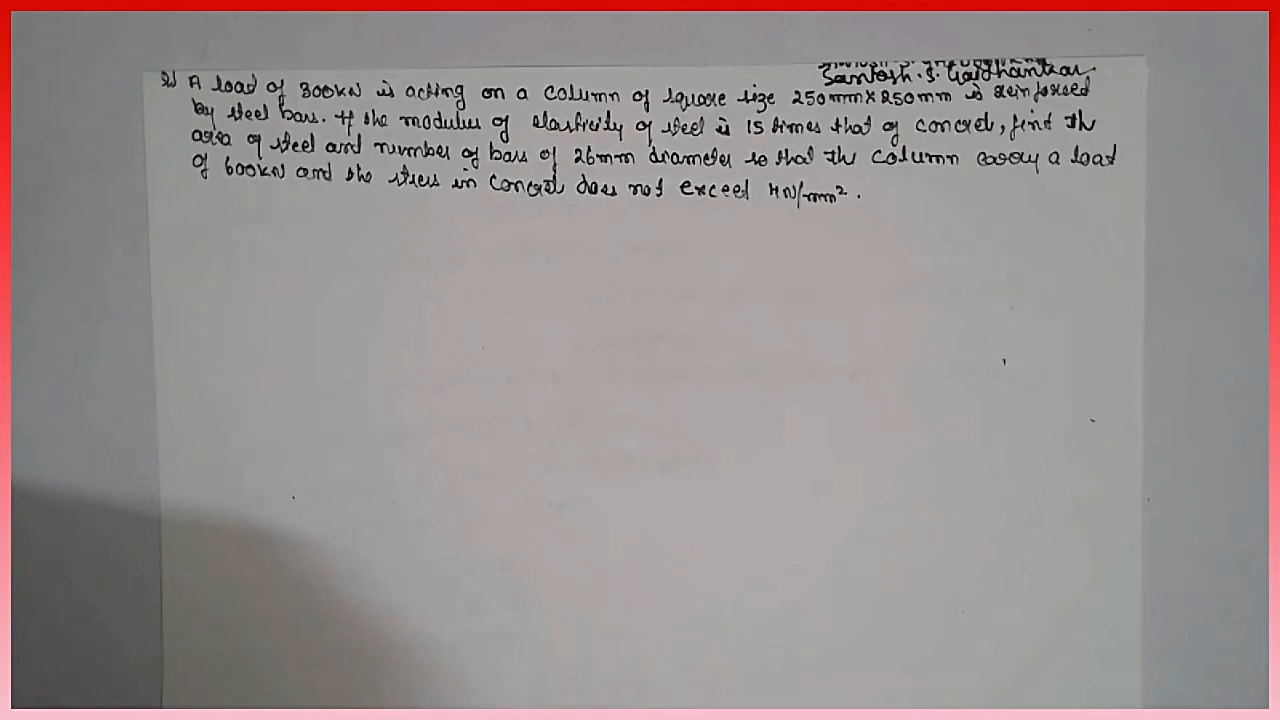 Santosh. S. Gaidhankar
Q) A load of 300kN is acting on a column of square size 250mm×250mm is reinforced
by steel bars. If the modulus of elasticity of steel is 15 times that of concrete, find the
area of steel and number of bars of 26mm diameter so that the column carry a load
of 600kN and the stress in concrete does not exceed 4N/mm².